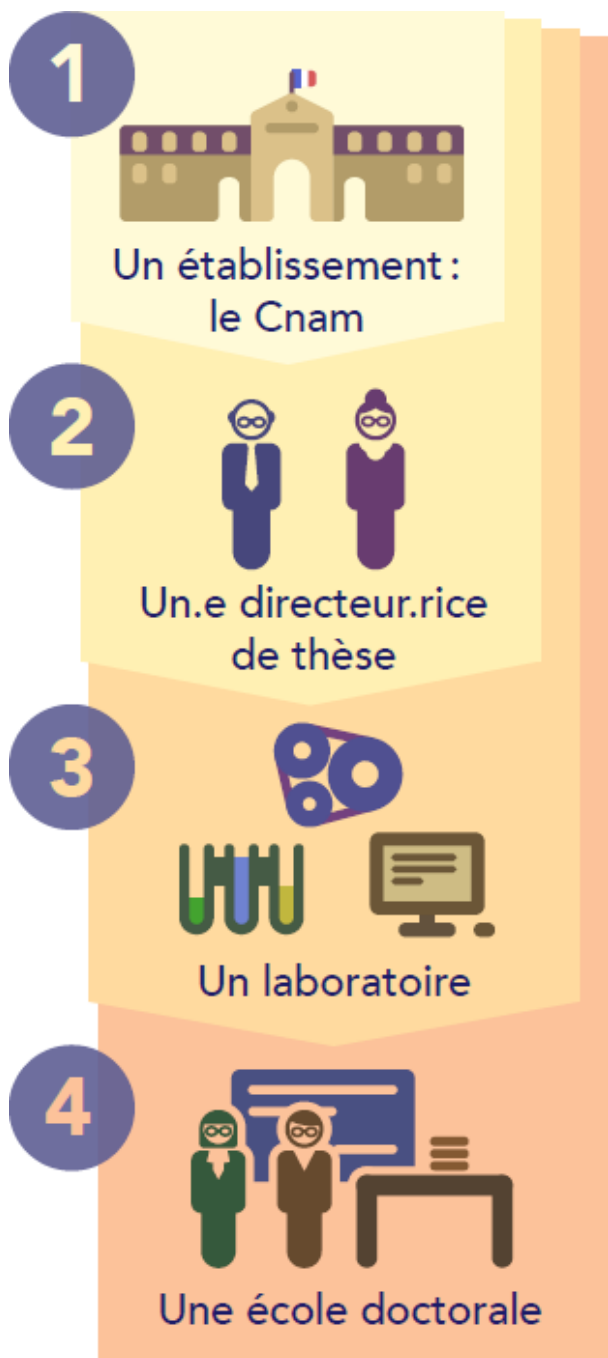 1
Un établissement :
le Cnam
2
Un.e directeur.rice
de thèse
3
Un laboratoire
4
Une école doctorale